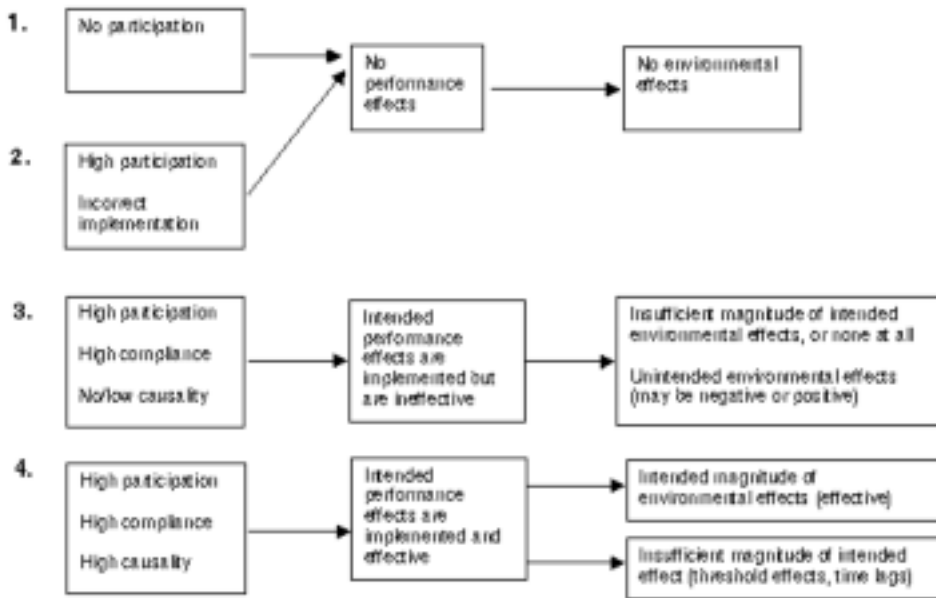 1.
No participation
No
performance
effects
No environmental
effects
2.
High participation
Incorrect
implementation
3.
High participation
High compliance
No/low causality
Intended
performance
effects are
implemented but
are ineffective
Insufficient magnitude of intended
environmental effects, or none at all
Unintended environmental effects
(may be negative or positive)
4.
High participation
High compliance
High causality
Intended
performance
effects are
implemented and
effective
Intended magnitude of
environmental effects (effective)
Insufficient magnitude of intended
effect (threshold effects, time lags)